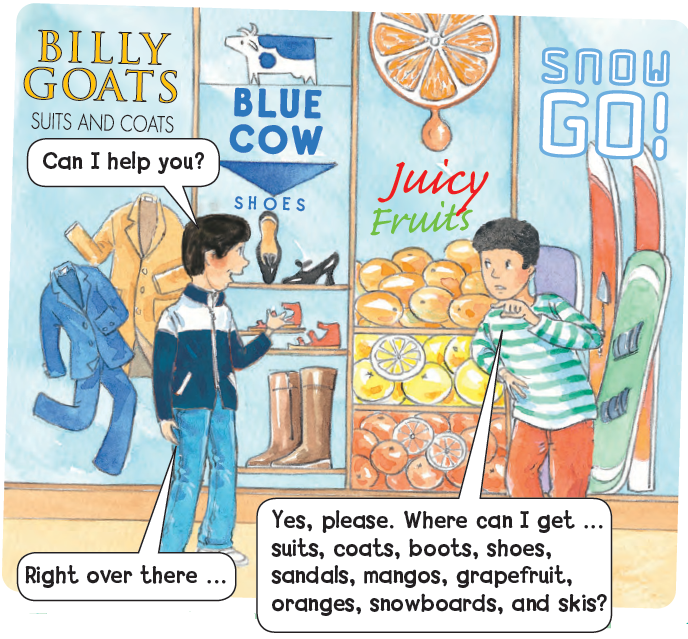 BILLY
GOATS
SUITS AND COATS
BLUE
COW
SHOES
Juicy
Fruits
SNOW
GO!
Can I help you?
Yes, please. Where can I get ...
suits, coats, boots, shoes,
sandals, mangos, grapefruit,
oranges, snowboards, and skis?
Right over there ...